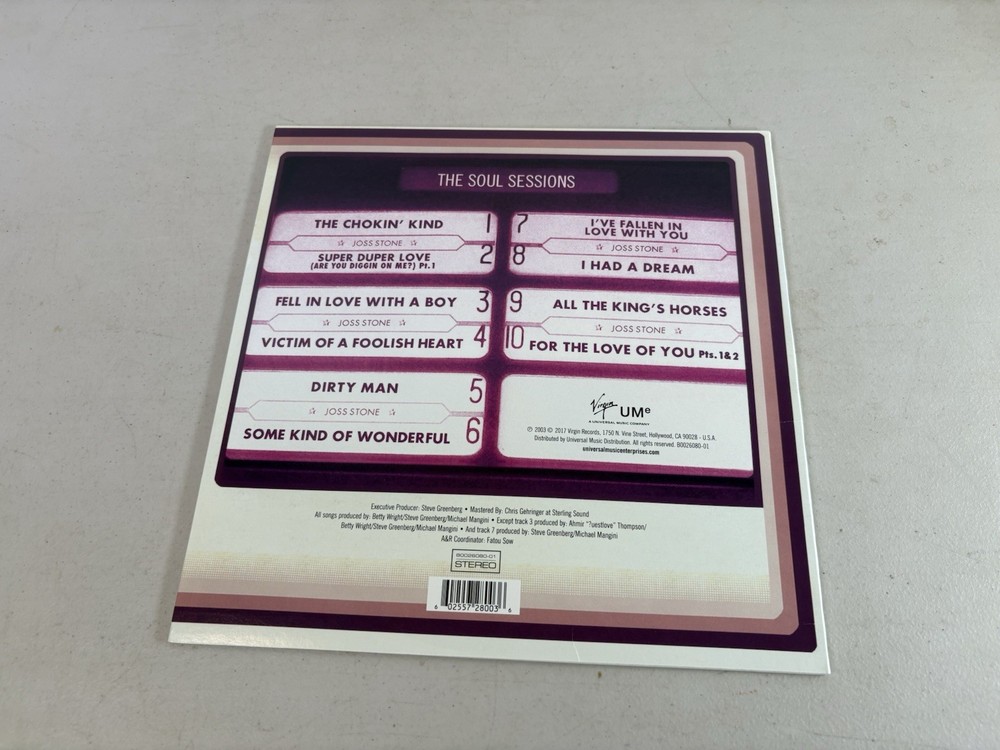 THE SOUL SESSIONS
THE CHOKIN' KIND 1
☆ JOSS STONE ☆
SUPER DUPER LOVE 2
(ARE YOU DIGGIN ON ME?) Pt.1
FELL IN LOVE WITH A BOY 3
☆ JOSS STONE ☆
VICTIM OF A FOOLISH HEART 4
DIRTY MAN 5
☆ JOSS STONE ☆
SOME KIND OF WONDERFUL 6
7 I'VE FALLEN IN
LOVE WITH YOU
☆ JOSS STONE ☆
8 I HAD A DREAM
9 ALL THE KING'S HORSES
☆ JOSS STONE ☆
10 FOR THE LOVE OF YOU Pts. 1&2
Virgin UMe
A UNIVERSAL MUSIC COMPANY
℗ 2003 © 2017 Virgin Records, 1750 N. Vine Street, Hollywood, CA 90028 - U.S.A.
Distributed by Universal Music Distribution. All rights reserved. B0026080-01
universalmusicenterprises.com
Executive Producer: Steve Greenberg • Mastered By: Chris Gehringer at Sterling Sound
All songs produced by: Betty Wright/Steve Greenberg/Michael Mangini • Except track 3 produced by: Ahmir "?uestlove" Thompson/
Betty Wright/Steve Greenberg/Michael Mangini • And track 7 produced by: Steve Greenberg/Michael Mangini
A&R Coordinator: Fatou Sow
B0026080-01
STEREO
6 02557 28003 6